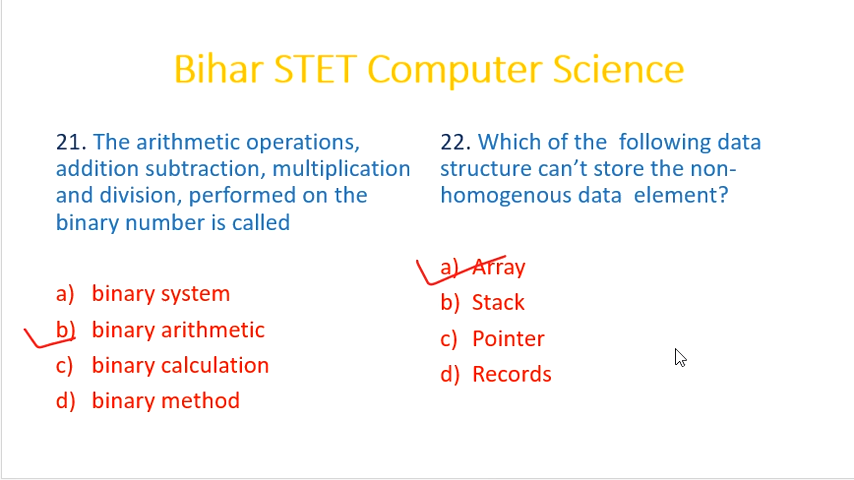 Bihar STET Computer Science
21. The arithmetic operations,
addition subtraction, multiplication
and division, performed on the
binary number is called
a) binary system
b) binary arithmetic
c) binary calculation
d) binary method
22. Which of the following data
structure can’t store the non-
homogenous data element?
a) Array
b) Stack
c) Pointer
d) Records